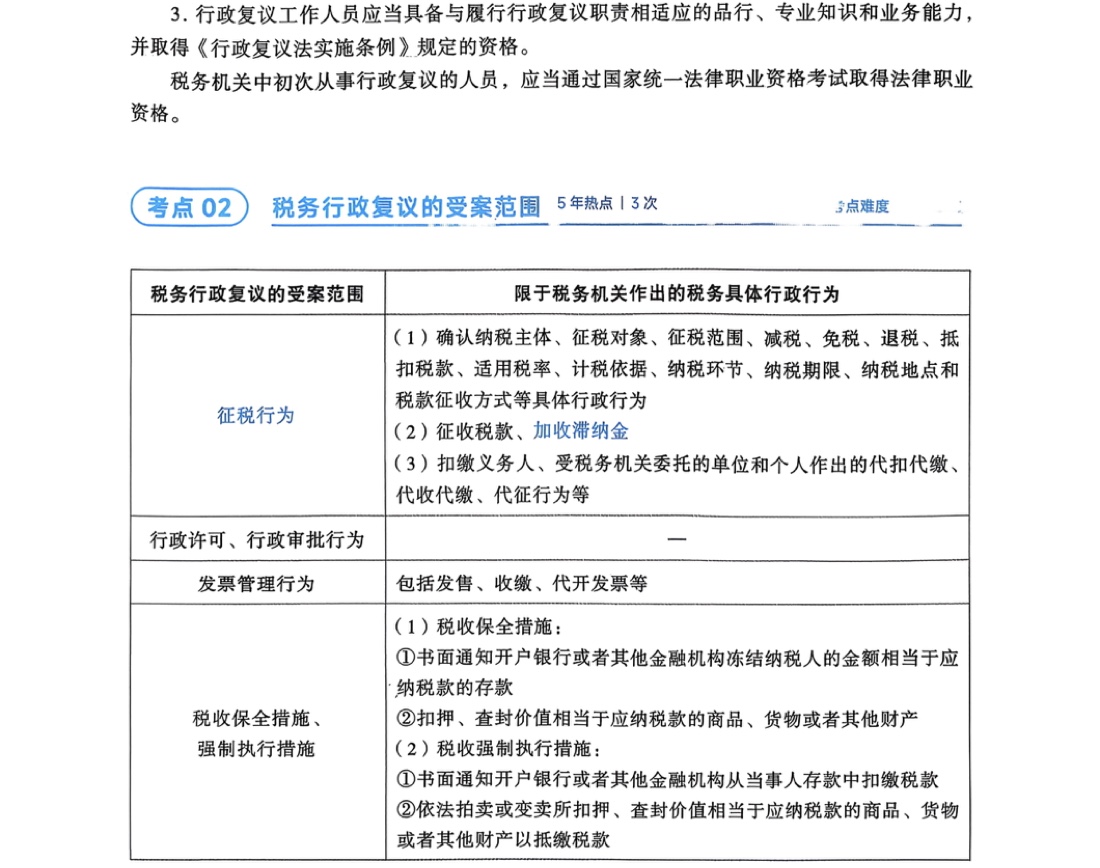 3. 行政复议工作人员应当具备与履行行政复议职责相适应的品行、专业知识和业务能力，
并取得《行政复议法实施条例》规定的资格。
税务机关中初次从事行政复议的人员，应当通过国家统一法律职业资格考试取得法律职业
资格。
考点 02 税务行政复议的受案范围 5年热点 | 3次 点难度
税务行政复议的受案范围 限于税务机关作出的税务具体行政行为
征税行为
（1）确认纳税主体、征税对象、征税范围、减税、免税、退税、抵
扣税款、适用税率、计税依据、纳税环节、纳税期限、纳税地点和
税款征收方式等具体行政行为
（2）征收税款、加收滞纳金
（3）扣缴义务人、受税务机关委托的单位和个人作出的代扣代缴、
代收代缴、代征行为等
行政许可、行政审批行为 —
发票管理行为 包括发售、收缴、代开发票等
税收保全措施、
强制执行措施
（1）税收保全措施：
①书面通知开户银行或者其他金融机构冻结纳税人的金额相当于应
纳税款的存款
②扣押、查封价值相当于应纳税款的商品、货物或者其他财产
（2）税收强制执行措施：
①书面通知开户银行或者其他金融机构从当事人存款中扣缴税款
②依法拍卖或变卖所扣押、查封价值相当于应纳税款的商品、货物
或者其他财产以抵缴税款